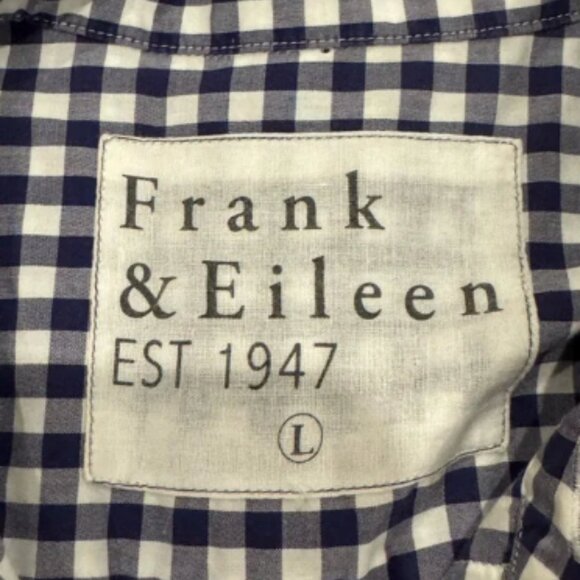 Frank
& Eileen
EST 1947
L